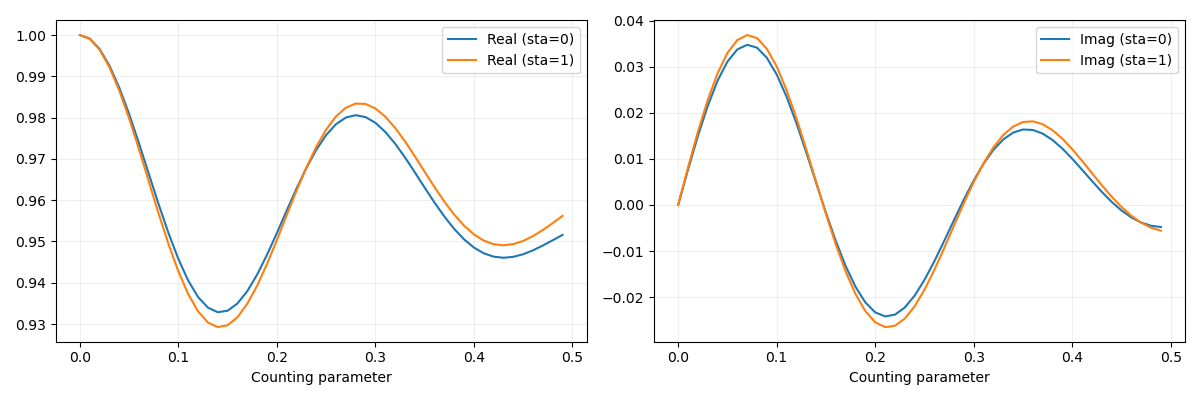 1.00
0.99
0.98
0.97
0.96
0.95
0.94
0.93
0.0 0.1 0.2 0.3 0.4 0.5
Counting parameter
Real (sta=0)
Real (sta=1)
0.04
0.03
0.02
0.01
0.00
−0.01
−0.02
0.0 0.1 0.2 0.3 0.4 0.5
Counting parameter
Imag (sta=0)
Imag (sta=1)